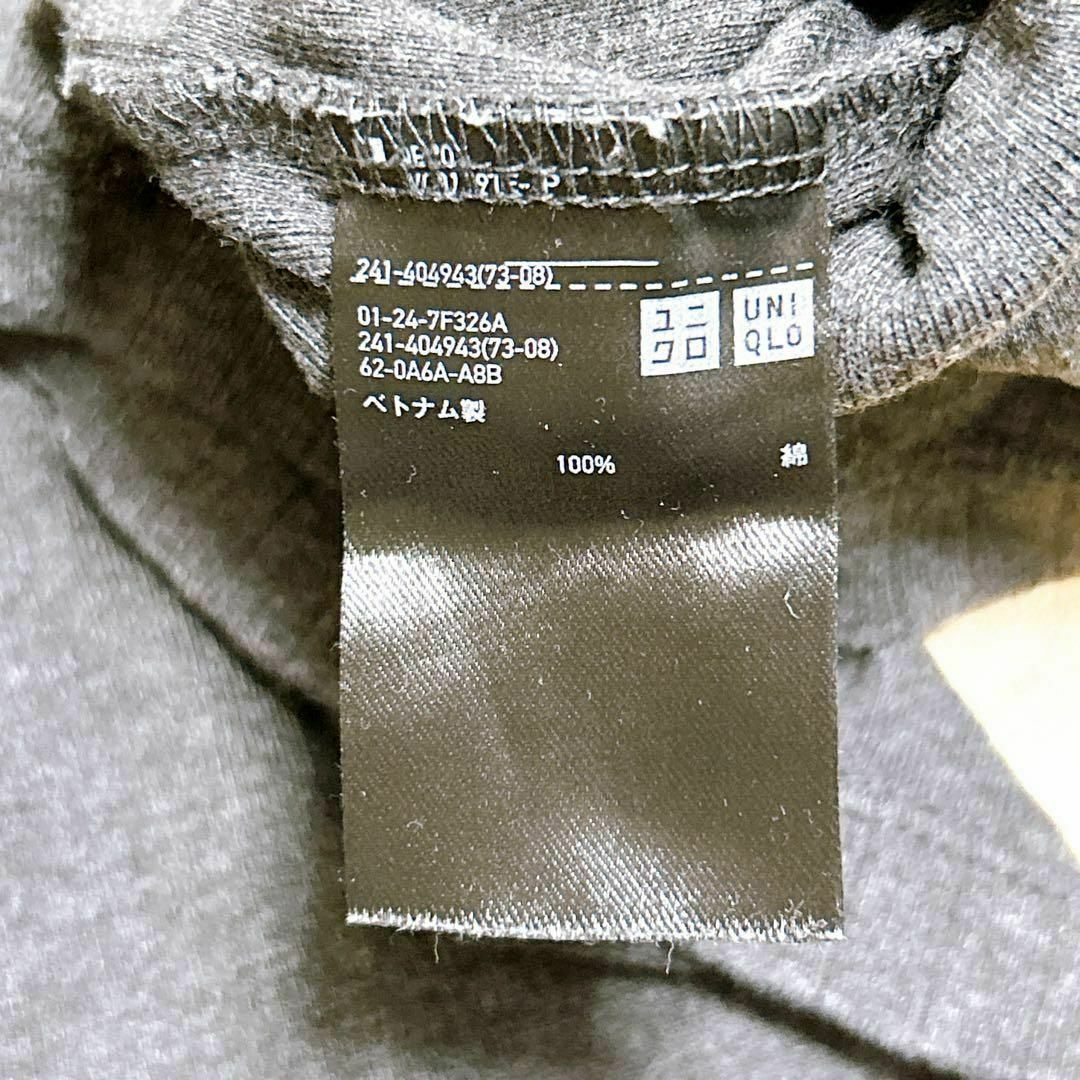 241-404943(73-08)
01-24-7F326A
241-404943(73-08)
62-0A6A-A8B
ユニ
クロ
UNI
QLO
ベトナム製
100% 綿